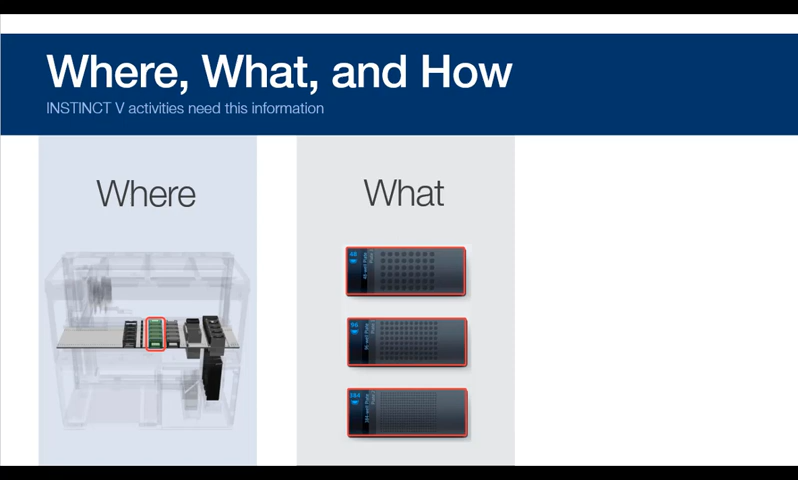 Where, What, and How
INSTINCT V activities need this information
Where
What
48
96
384